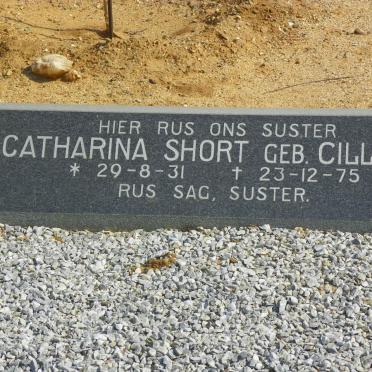 HIER RUS ONS SUSTER
CATHARINA SHORT GEB. CILL
* 29-8-31 † 23-12-75
RUS SAG, SUSTER.